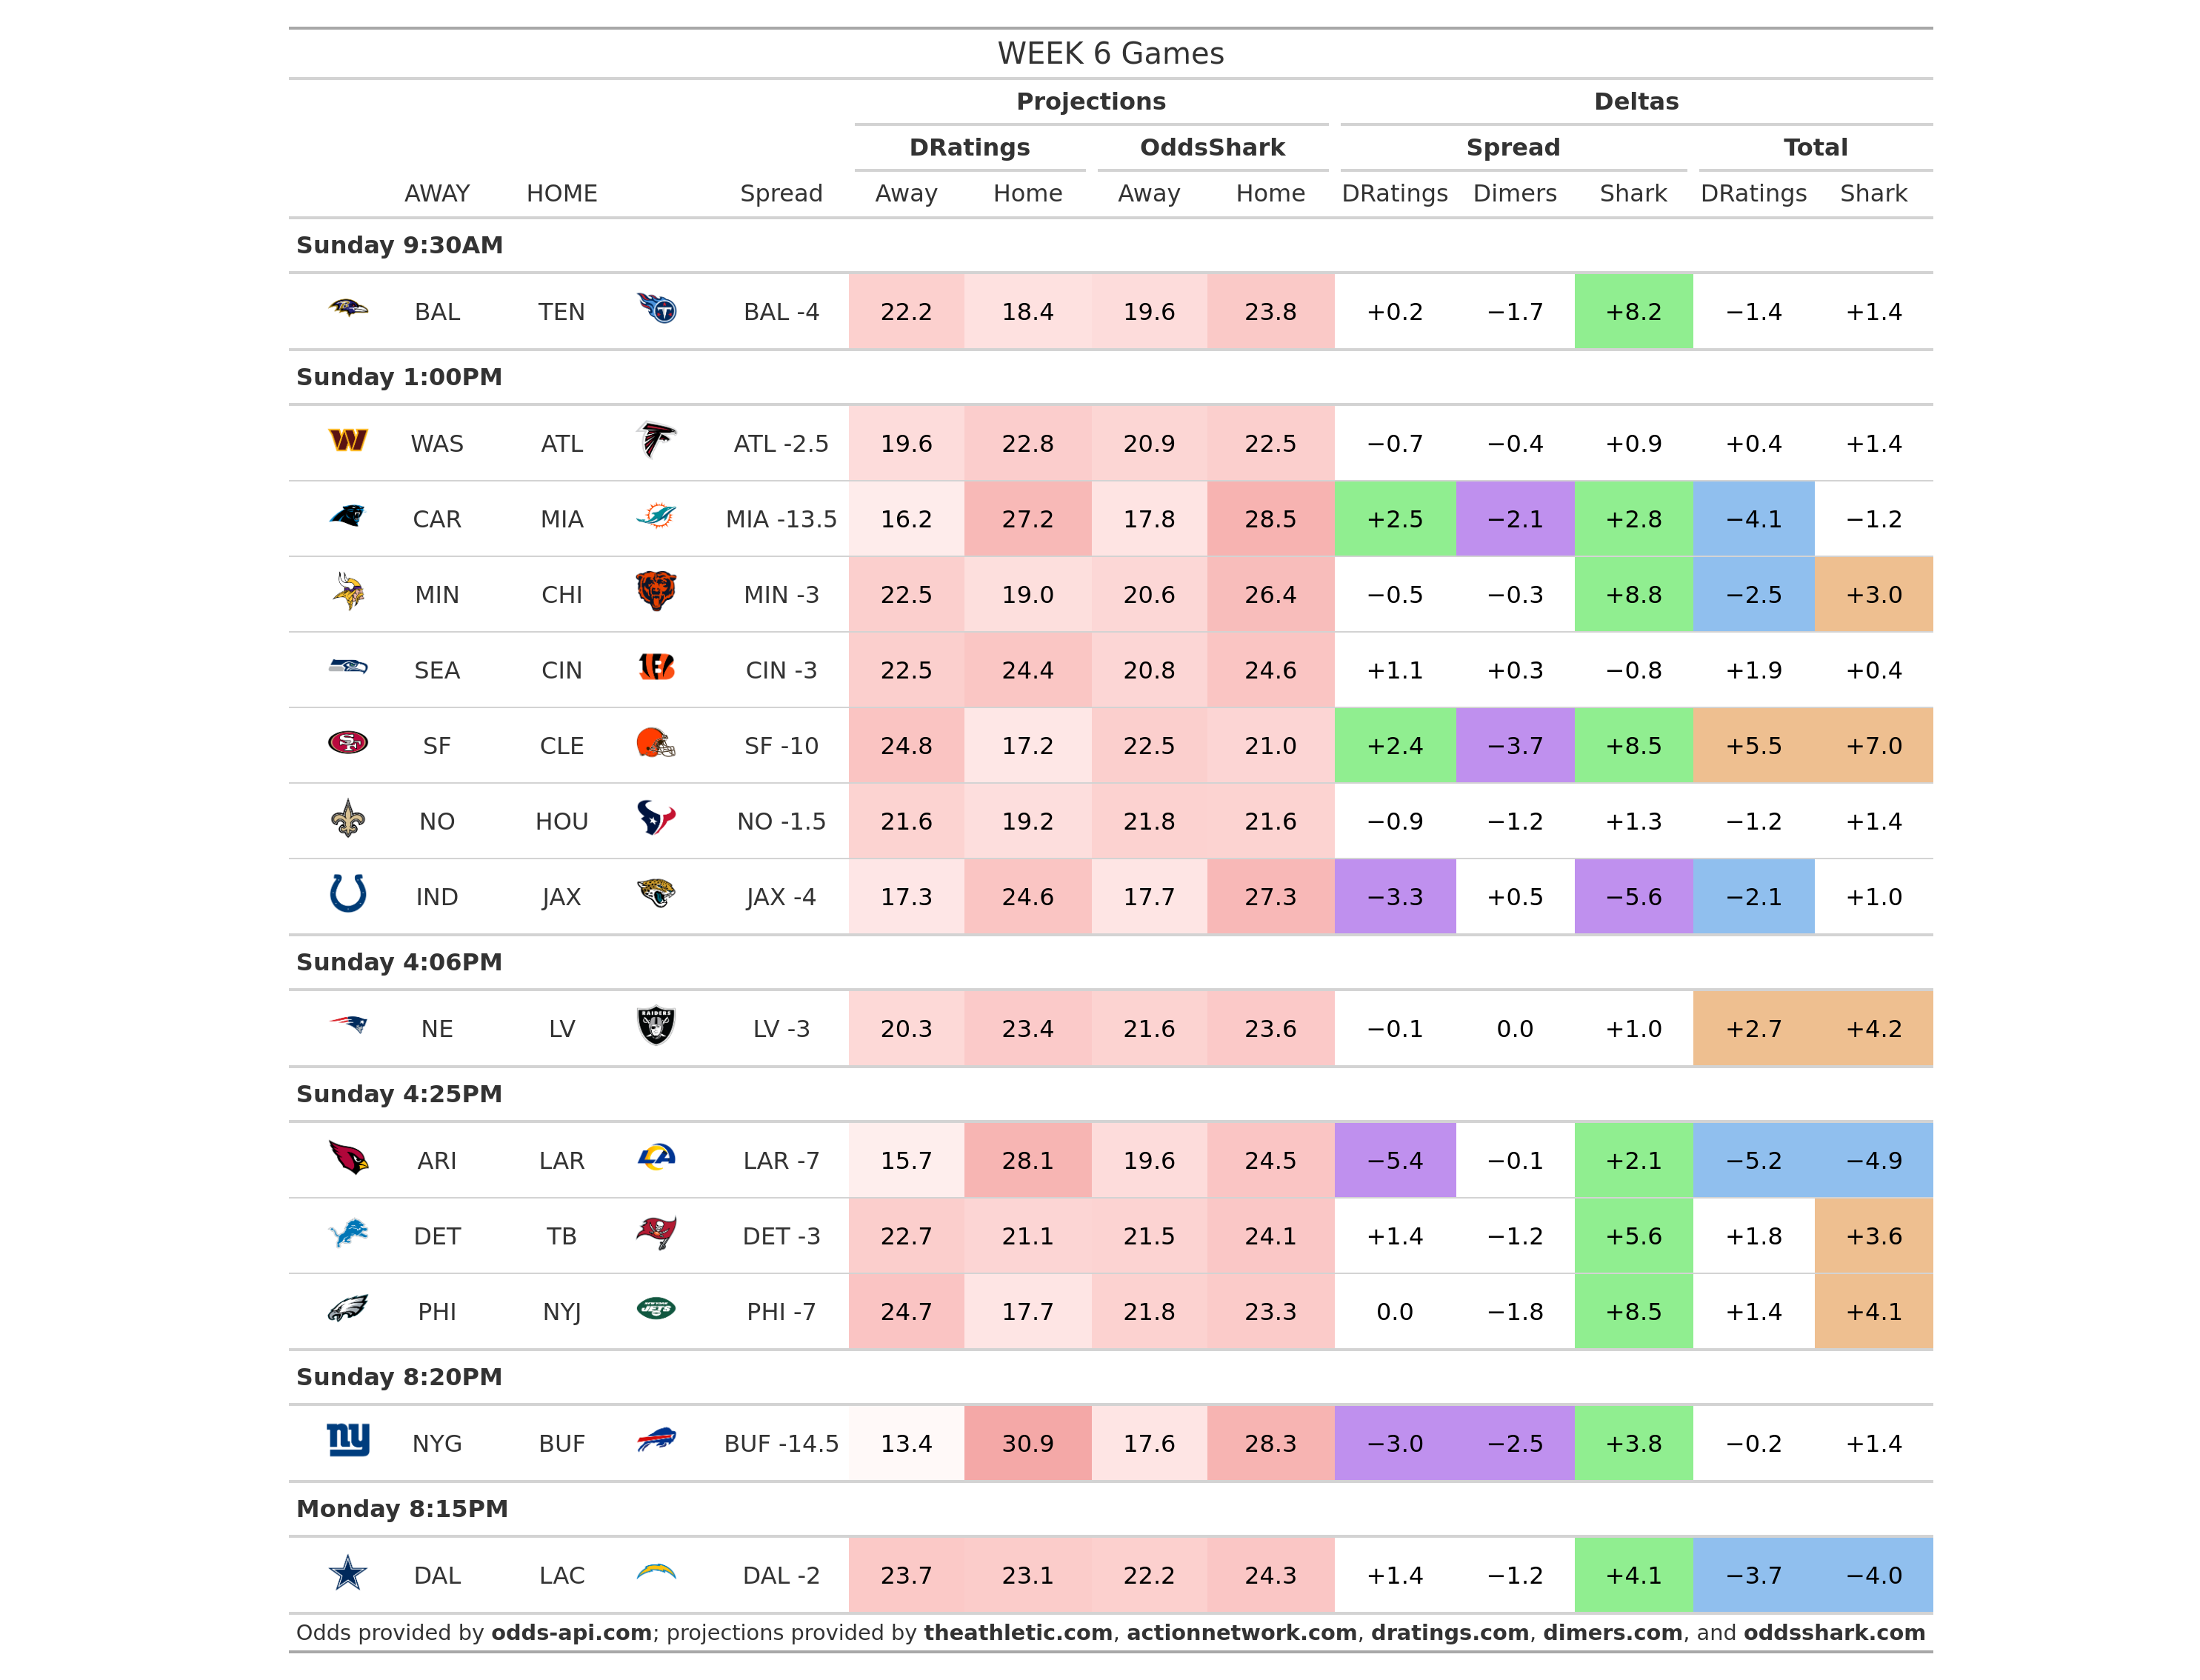 WEEK 6 Games
Projections Deltas
DRatings OddsShark Spread Total
AWAY HOME Spread Away Home Away Home DRatings Dimers Shark DRatings Shark
Sunday 9:30AM
BAL TEN BAL -4 22.2 18.4 19.6 23.8 +0.2 −1.7 +8.2 −1.4 +1.4
Sunday 1:00PM
WAS ATL ATL -2.5 19.6 22.8 20.9 22.5 −0.7 −0.4 +0.9 +0.4 +1.4
CAR MIA MIA -13.5 16.2 27.2 17.8 28.5 +2.5 −2.1 +2.8 −4.1 −1.2
MIN CHI MIN -3 22.5 19.0 20.6 26.4 −0.5 −0.3 +8.8 −2.5 +3.0
SEA CIN CIN -3 22.5 24.4 20.8 24.6 +1.1 +0.3 −0.8 +1.9 +0.4
SF CLE SF -10 24.8 17.2 22.5 21.0 +2.4 −3.7 +8.5 +5.5 +7.0
NO HOU NO -1.5 21.6 19.2 21.8 21.6 −0.9 −1.2 +1.3 −1.2 +1.4
IND JAX JAX -4 17.3 24.6 17.7 27.3 −3.3 +0.5 −5.6 −2.1 +1.0
Sunday 4:06PM
NE LV RAIDERS LV -3 20.3 23.4 21.6 23.6 −0.1 0.0 +1.0 +2.7 +4.2
Sunday 4:25PM
ARI LAR LA LAR -7 15.7 28.1 19.6 24.5 −5.4 −0.1 +2.1 −5.2 −4.9
DET TB DET -3 22.7 21.1 21.5 24.1 +1.4 −1.2 +5.6 +1.8 +3.6
PHI NYJ JETS PHI -7 24.7 17.7 21.8 23.3 0.0 −1.8 +8.5 +1.4 +4.1
Sunday 8:20PM
ny NYG BUF BUF -14.5 13.4 30.9 17.6 28.3 −3.0 −2.5 +3.8 −0.2 +1.4
Monday 8:15PM
DAL LAC DAL -2 23.7 23.1 22.2 24.3 +1.4 −1.2 +4.1 −3.7 −4.0
Odds provided by odds-api.com; projections provided by theathletic.com, actionnetwork.com, dratings.com, dimers.com, and oddsshark.com